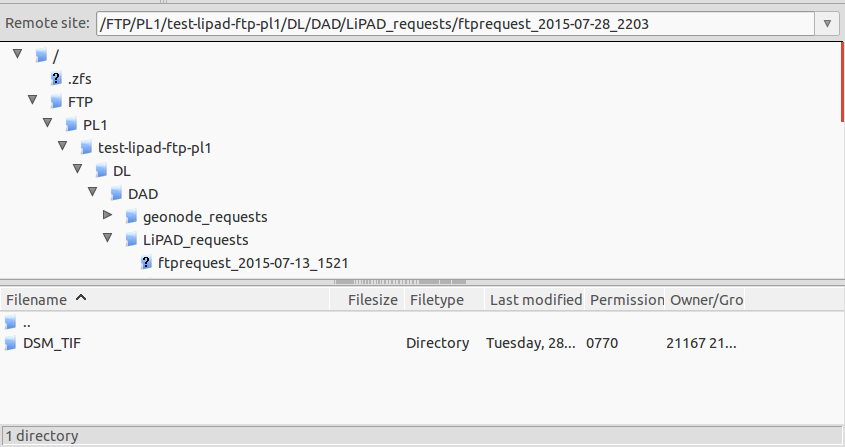 Remote site: /FTP/PL1/test-lipad-ftp-pl1/DL/DAD/LiPAD_requests/ftprequest_2015-07-28_2203
/
.zfs
FTP
PL1
test-lipad-ftp-pl1
DL
DAD
geonode_requests
LiPAD_requests
ftprequest_2015-07-13_1521
Filename Filesize Filetype Last modified Permission Owner/Gro
..
DSM_TIF Directory Tuesday, 28... 0770 21167 21...
1 directory